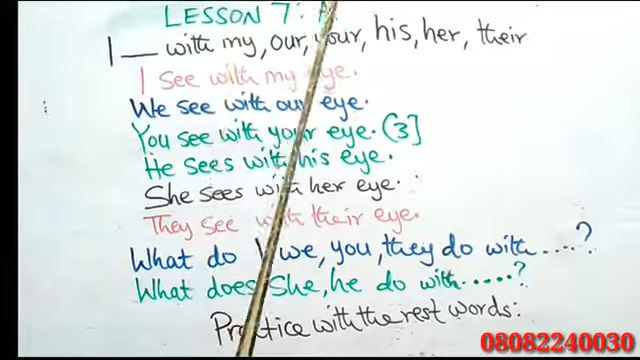 LESSON 7:
I __ with my, our, your, his, her, their
I see with my eye.
We see with our eye.
You see with your eye. (3]
He sees with his eye.
She sees with her eye.
They see with their eye.
What do I, we, you, they do with ....?
What does She, he do with .....?
Practice with the rest words:
08082240030